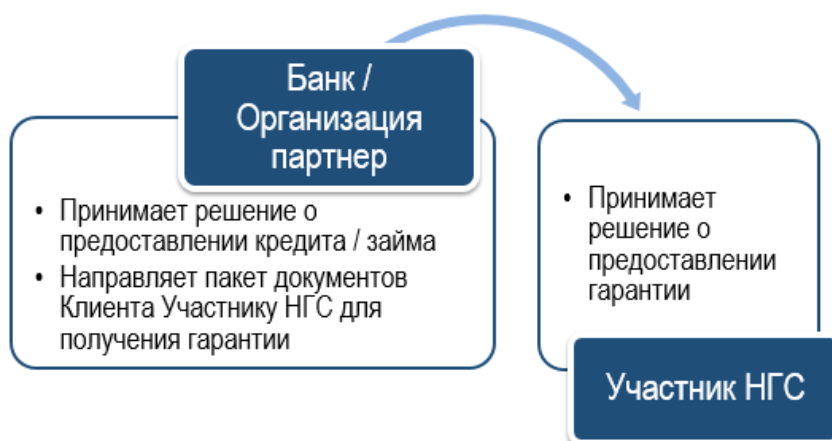 Банк /
Организация
партнер
• Принимает решение о
предоставлении кредита / займа
• Направляет пакет документов
Клиента Участнику НГС для
получения гарантии
• Принимает
решение о
предоставлении
гарантии
Участник НГС